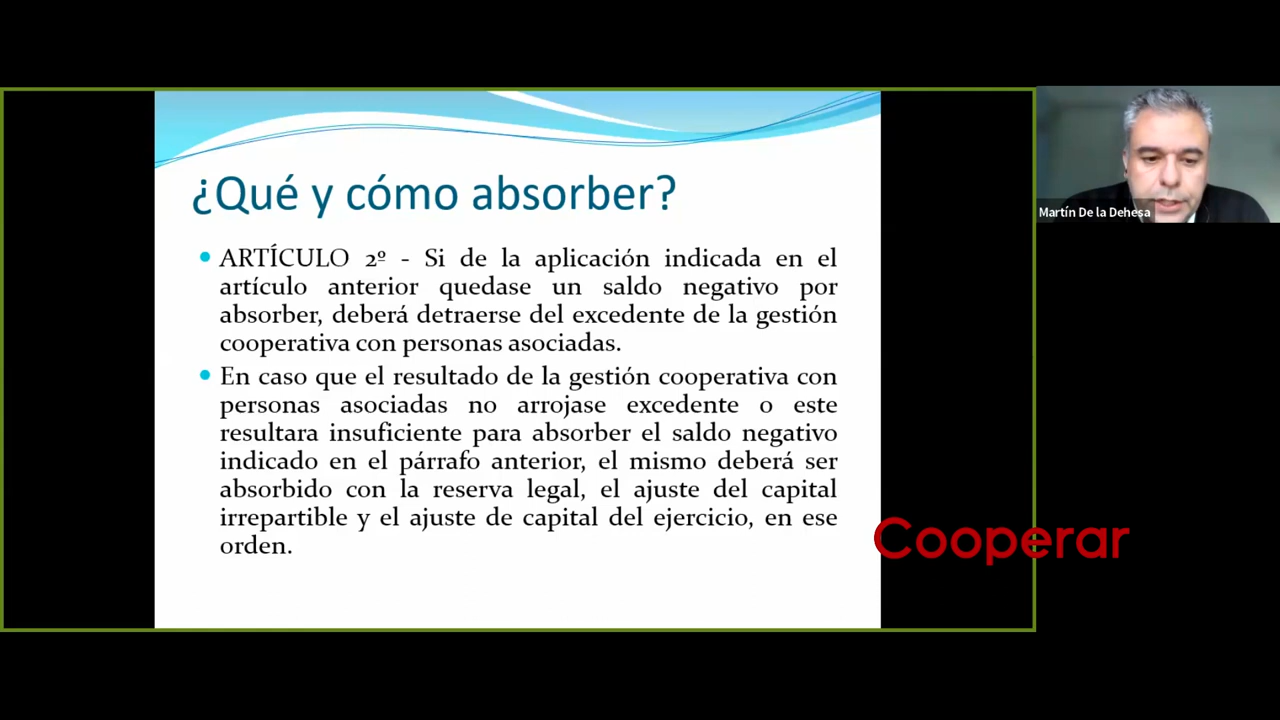 ¿Qué y cómo absorber?
ARTÍCULO 2º - Si de la aplicación indicada en el
artículo anterior quedase un saldo negativo por
absorber, deberá detraerse del excedente de la gestión
cooperativa con personas asociadas.
En caso que el resultado de la gestión cooperativa con
personas asociadas no arrojase excedente o este
resultara insuficiente para absorber el saldo negativo
indicado en el párrafo anterior, el mismo deberá ser
absorbido con la reserva legal, el ajuste del capital
irrepartible y el ajuste de capital del ejercicio, en ese
orden.
Martín De la Dehesa
Cooperar